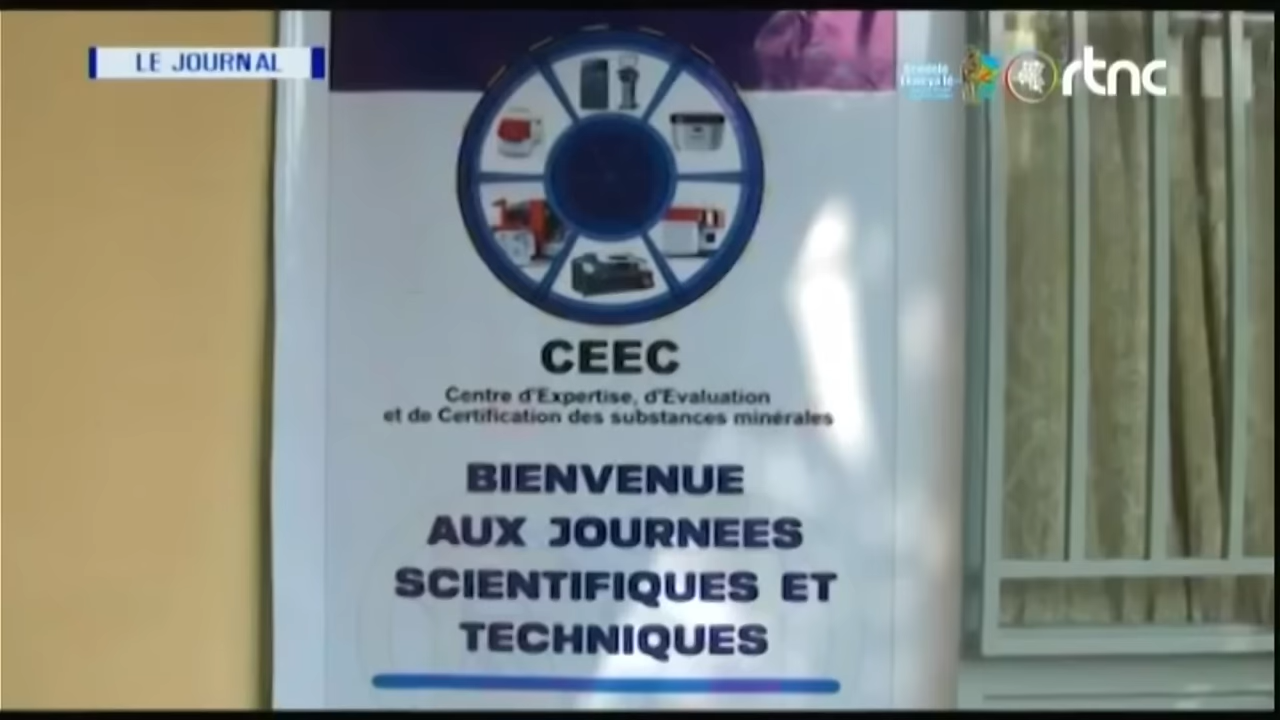 LE JOURNAL
rtnc
CEEC
Centre d'Expertise, d'Evaluation
et de Certification des substances minérales
BIENVENUE
AUX JOURNEES
SCIENTIFIQUES ET
TECHNIQUES